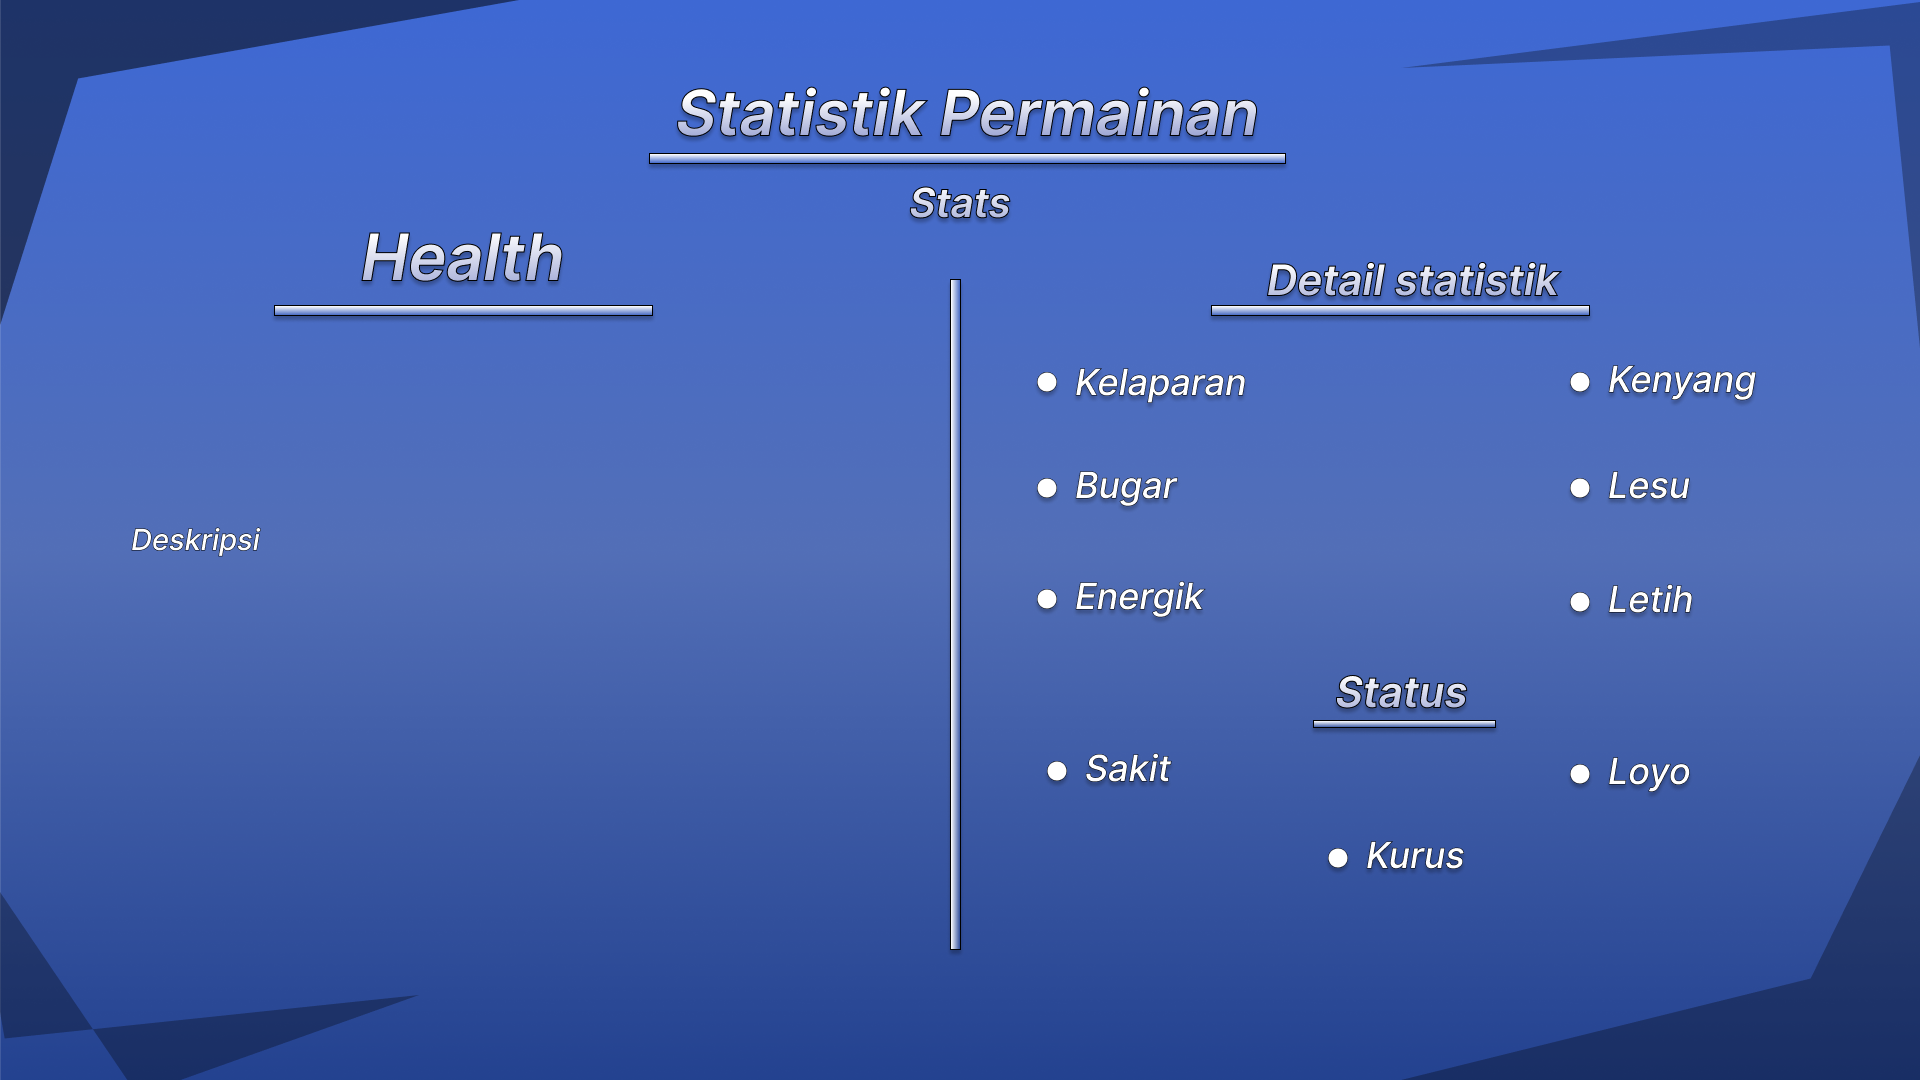 Statistik Permainan
Stats
Health
Deskripsi
Detail statistik
Kelaparan
Kenyang
Bugar
Lesu
Energik
Letih
Status
Sakit
Loyo
Kurus